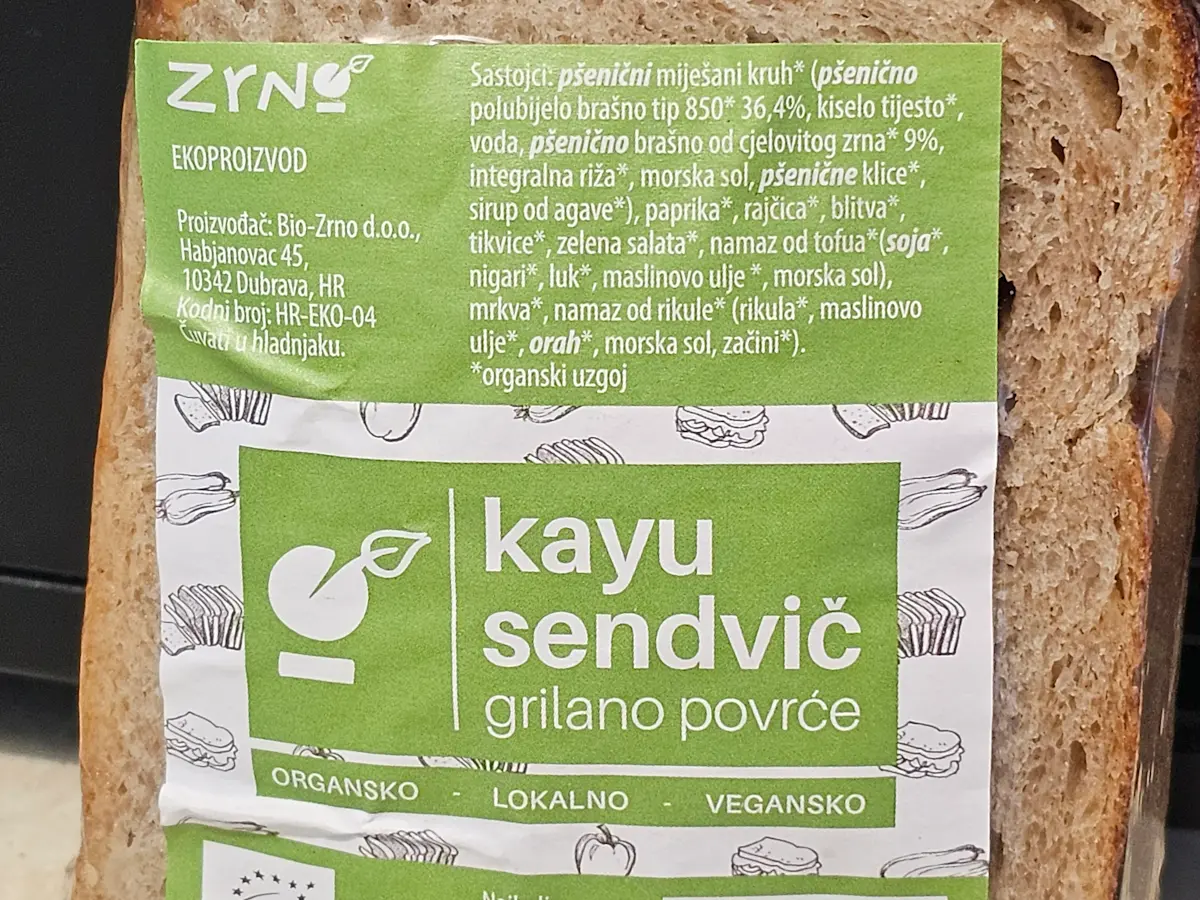 ZRNO
EKOPROIZVOD
Proizvođač: Bio-Zrno d.o.o.,
Habjanovac 45,
10342 Dubrava, HR
Kodni broj: HR-EKO-04
Čuvati u hladnjaku.
Sastojci: pšenični miješani kruh* (pšenično
polubijelo brašno tip 850* 36,4%, kiselo tijesto*,
voda, pšenično brašno od cjelovitog zrna* 9%,
integralna riža*, morska sol, pšenične klice*,
sirup od agave*), paprika*, rajčica*, blitva*,
tikvice*, zelena salata*, namaz od tofua*(soja*,
nigari*, luk*, maslinovo ulje *, morska sol),
mrkva*, namaz od rikule* (rikula*, maslinovo
ulje*, orah*, morska sol, začini*).
*organski uzgoj
kayu
sendvič
grilano povrće
ORGANSKO - LOKALNO - VEGANSKO